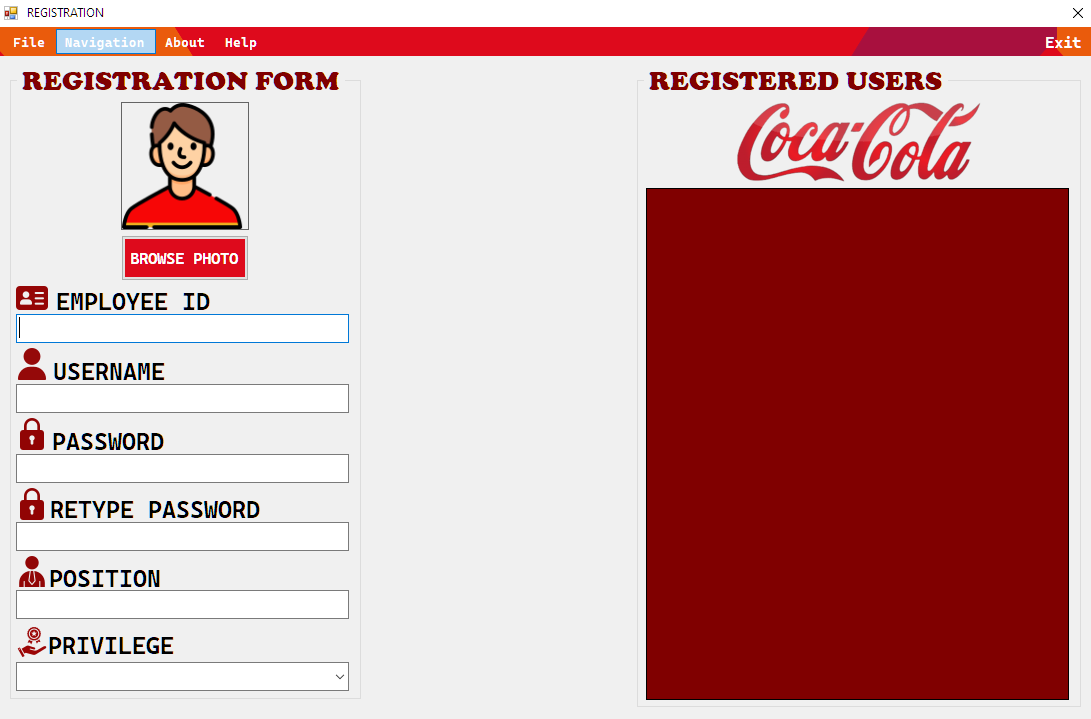 REGISTRATION
File Navigation About Help Exit
REGISTRATION FORM
BROWSE PHOTO
EMPLOYEE ID
USERNAME
PASSWORD
RETYPE PASSWORD
POSITION
PRIVILEGE
REGISTERED USERS
Coca-Cola